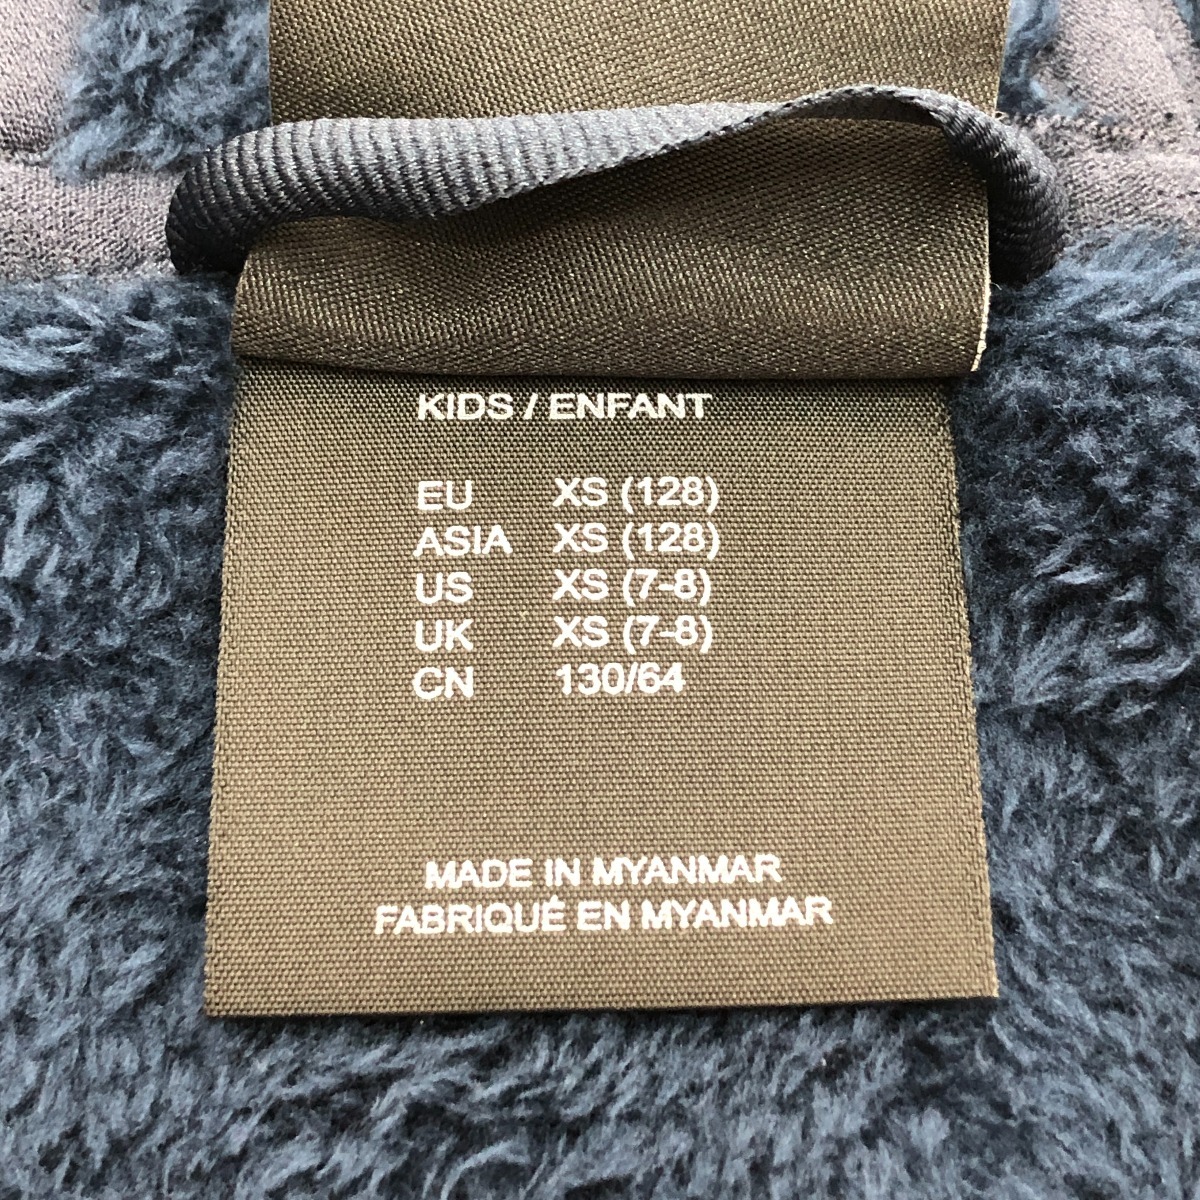 KIDS / ENFANT
EU XS (128)
ASIA XS (128)
US XS (7-8)
UK XS (7-8)
CN 130/64
MADE IN MYANMAR
FABRIQUÉ EN MYANMAR